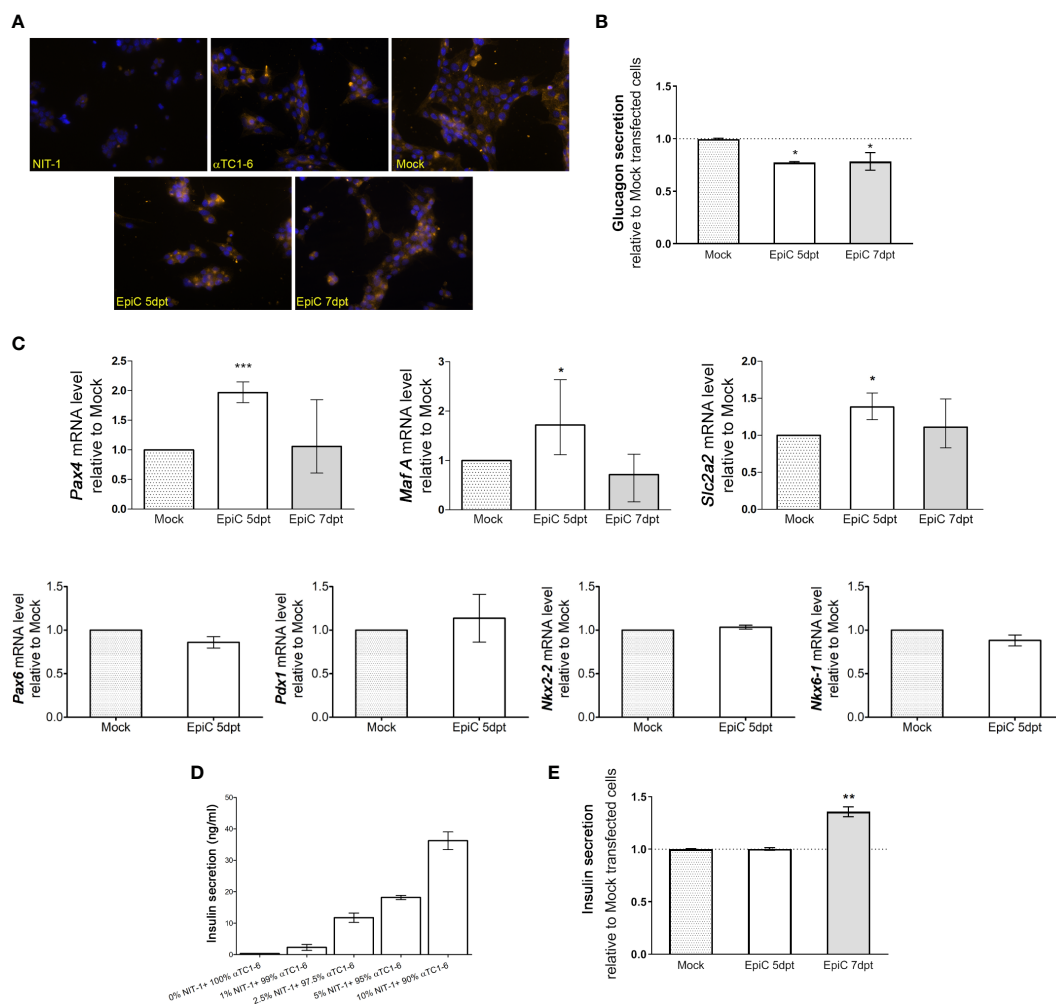 A
NIT-1
αTC1-6
Mock
EpiC 5dpt
EpiC 7dpt
B
Glucagon secretion
relative to Mock transfected cells
1.5
1.0
0.5
0.0
*
*
Mock
EpiC 5dpt
EpiC 7dpt
C
Pax4 mRNA level
relative to Mock
2.5
2.0
1.5
1.0
0.5
0.0
***
Mock
EpiC 5dpt
EpiC 7dpt
Maf A mRNA level
relative to Mock
3
2
1
0
*
Mock
EpiC 5dpt
EpiC 7dpt
Slc2a2 mRNA level
relative to Mock
2.0
1.5
1.0
0.5
0.0
*
Mock
EpiC 5dpt
EpiC 7dpt
Pax6 mRNA level
relative to Mock
1.5
1.0
0.5
0.0
Mock
EpiC 5dpt
Pdx1 mRNA level
relative to Mock
1.5
1.0
0.5
0.0
Mock
EpiC 5dpt
Nkx2-2 mRNA level
relative to Mock
1.5
1.0
0.5
0.0
Mock
EpiC 5dpt
Nkx6-1 mRNA level
relative to Mock
1.5
1.0
0.5
0.0
Mock
EpiC 5dpt
D
Insulin secretion (ng/ml)
50
40
30
20
10
0
0% NIT-1+ 100% αTC1-6
1% NIT-1+ 99% αTC1-6
2.5% NIT-1+ 97.5% αTC1-6
5% NIT-1+ 95% αTC1-6
10% NIT-1+ 90% αTC1-6
E
Insulin secretion
relative to Mock transfected cells
1.5
1.0
0.5
0.0
**
Mock
EpiC 5dpt
EpiC 7dpt